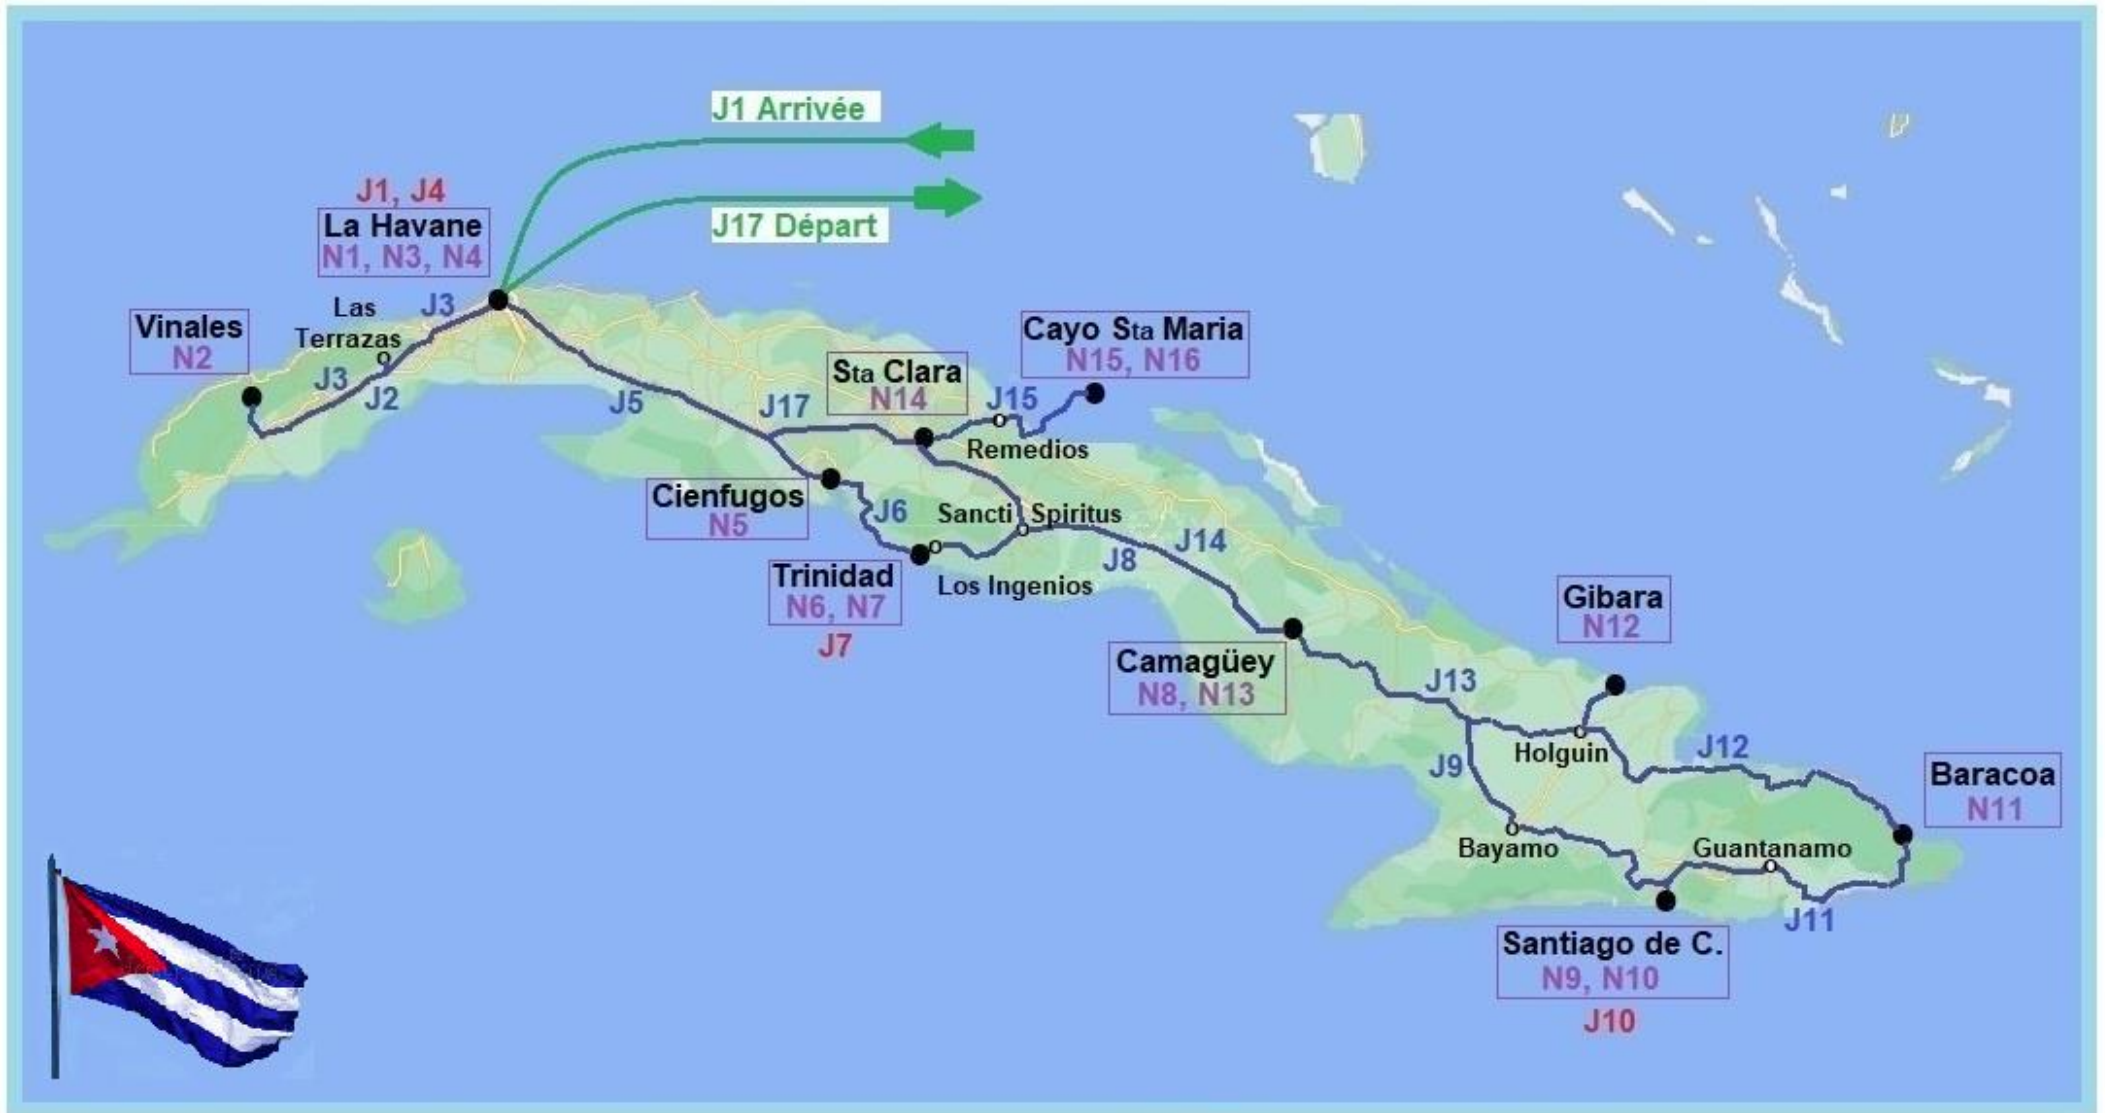 J1 Arrivée
J17 Départ
J1, J4
La Havane
N1, N3, N4
Las
Terrazas
J3
Vinales
N2
J3
J2
J5
J17
Sta Clara
N14
Cayo Sta Maria
N15, N16
J15
Remedios
Cienfugos
N5
J6
Sancti Spiritus
Trinidad
N6, N7
J7
Los Ingenios
J8
J14
Camagüey
N8, N13
Gibara
N12
J13
Holguin
J12
J9
Baracoa
N11
Bayamo
Guantanamo
J11
Santiago de C.
N9, N10
J10